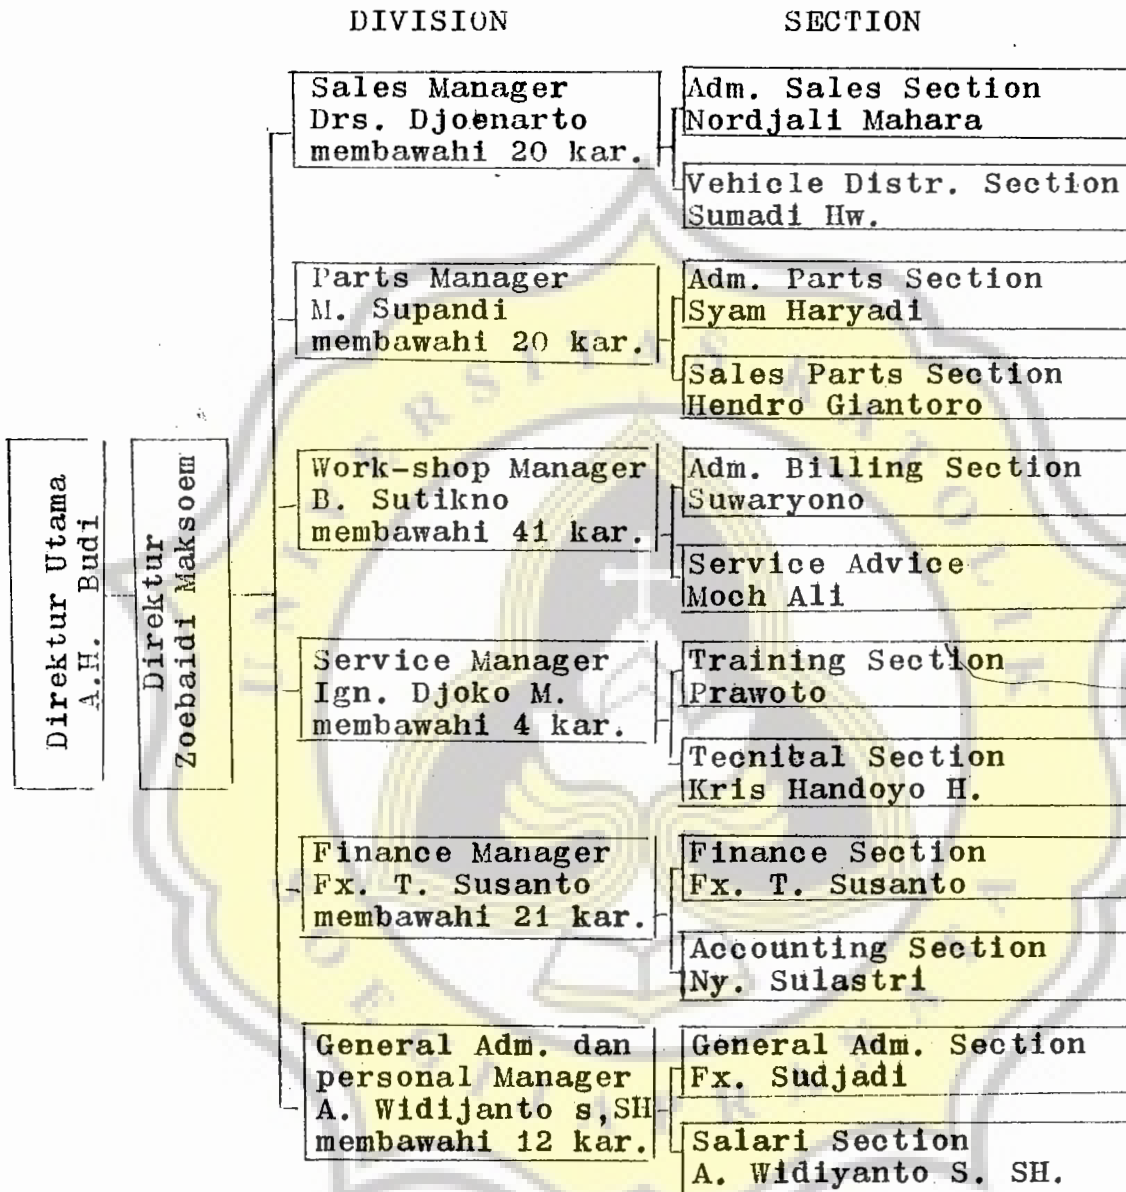 DIVISION
SECTION
Sales Manager
Drs. Djoenarto
membawahi 20 kar.
Adm. Sales Section
Nordjali Mahara
Vehicle Distr. Section
Sumadi Hw.
Parts Manager
M. Supandi
membawahi 20 kar.
Adm. Parts Section
Syam Haryadi
Sales Parts Section
Hendro Giantoro
Direktur Utama
A.H. Budi
Direktur
Zoebaidi Maksoem
Work-shop Manager
B. Sutikno
membawahi 41 kar.
Adm. Billing Section
Suwaryono
Service Advice
Moch Ali
Service Manager
Ign. Djoko M.
membawahi 4 kar.
Training Section
Prawoto
Tecnibal Section
Kris Handoyo H.
Finance Manager
Fx. T. Susanto
membawahi 21 kar.
Finance Section
Fx. T. Susanto
Accounting Section
Ny. Sulastri
General Adm. dan
personal Manager
A. Widijanto s,SH
membawahi 12 kar.
General Adm. Section
Fx. Sudjadi
Salari Section
A. Widiyanto S. SH.
UNIVERSITAS KATOLIK
SOEGIJAPRANATA